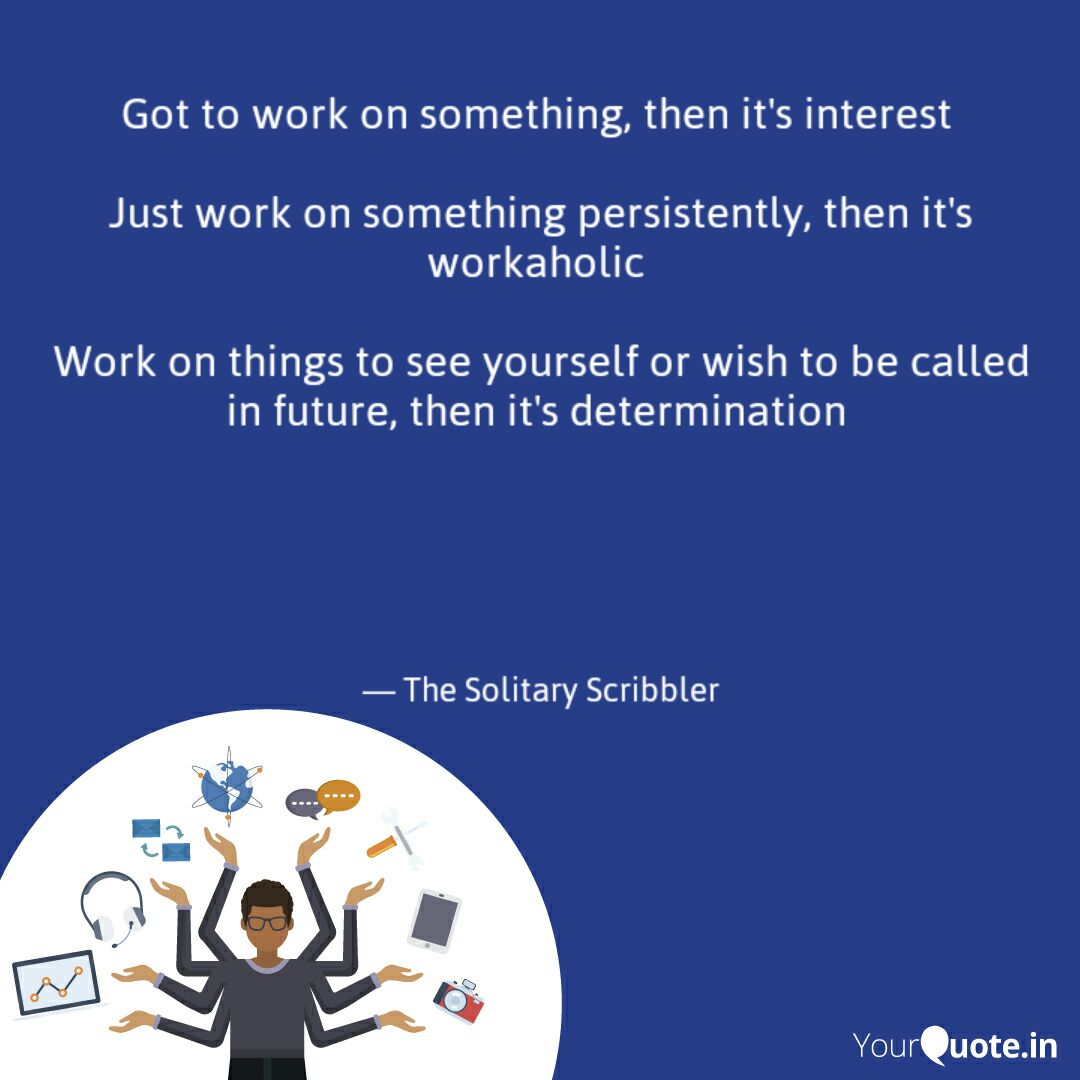 Got to work on something, then it's interest
Just work on something persistently, then it's
workaholic
Work on things to see yourself or wish to be called
in future, then it's determination
— The Solitary Scribbler
YourQuote.in